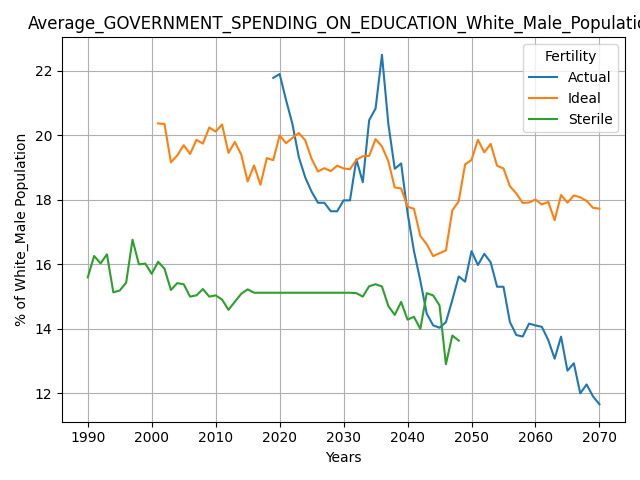 Average_GOVERNMENT_SPENDING_ON_EDUCATION_White_Male_Populatio
Fertility
Actual
Ideal
Sterile
% of White_Male Population
22
20
18
16
14
12
1990 2000 2010 2020 2030 2040 2050 2060 2070
Years